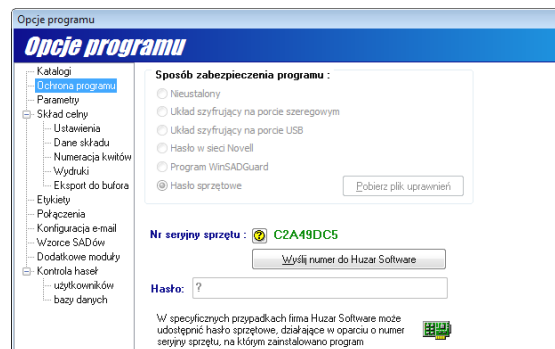 Opcje programu
Opcje programu
Katalogi
Ochrona programu
Parametry
Skład celny
Ustawienia
Dane składu
Numeracja kwitów
Wydruki
Eksport do bufora
Etykiety
Połączenia
Konfiguracja e-mail
Wzorce SADów
Dodatkowe moduły
Kontrola haseł
użytkowników
bazy danych
Sposób zabezpieczenia programu :
Nieustalony
Układ szyfrujący na porcie szeregowym
Układ szyfrujący na porcie USB
Hasło w sieci Novell
Program WinSADGuard
Hasło sprzętowe
Pobierz plik uprawnień
Nr seryjny sprzętu : ? C2A49DC5
Wyślij numer do Huzar Software
Hasło: ?
W specyficznych przypadkach firma Huzar Software może
udostępnić hasło sprzętowe, działające w oparciu o numer
seryjny sprzętu, na którym zainstalowano program